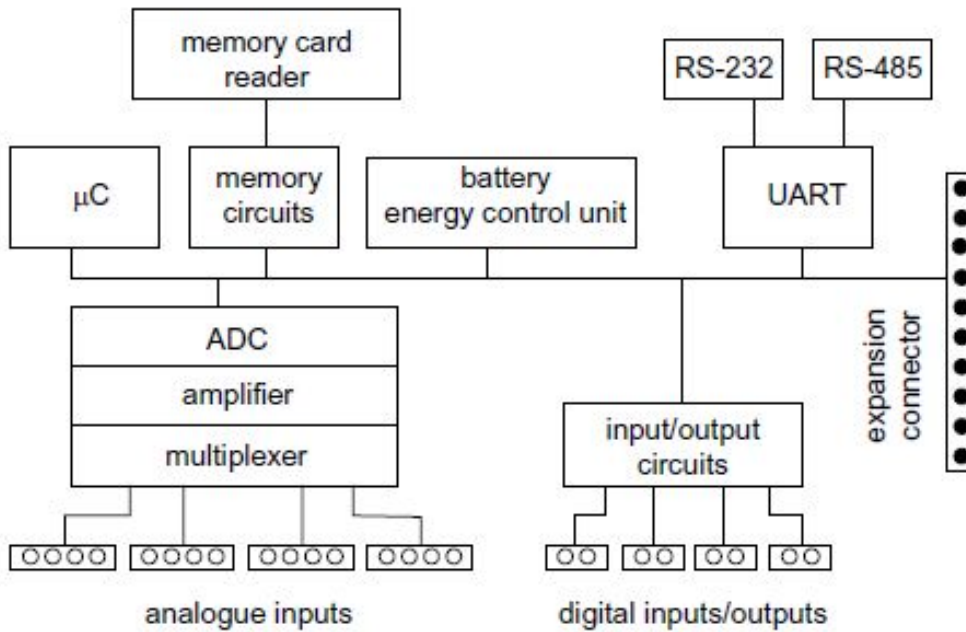 memory card
reader
RS-232
RS-485
μC
memory
circuits
battery
energy control unit
UART
ADC
amplifier
multiplexer
input/output
circuits
expansion
connector
analogue inputs
digital inputs/outputs